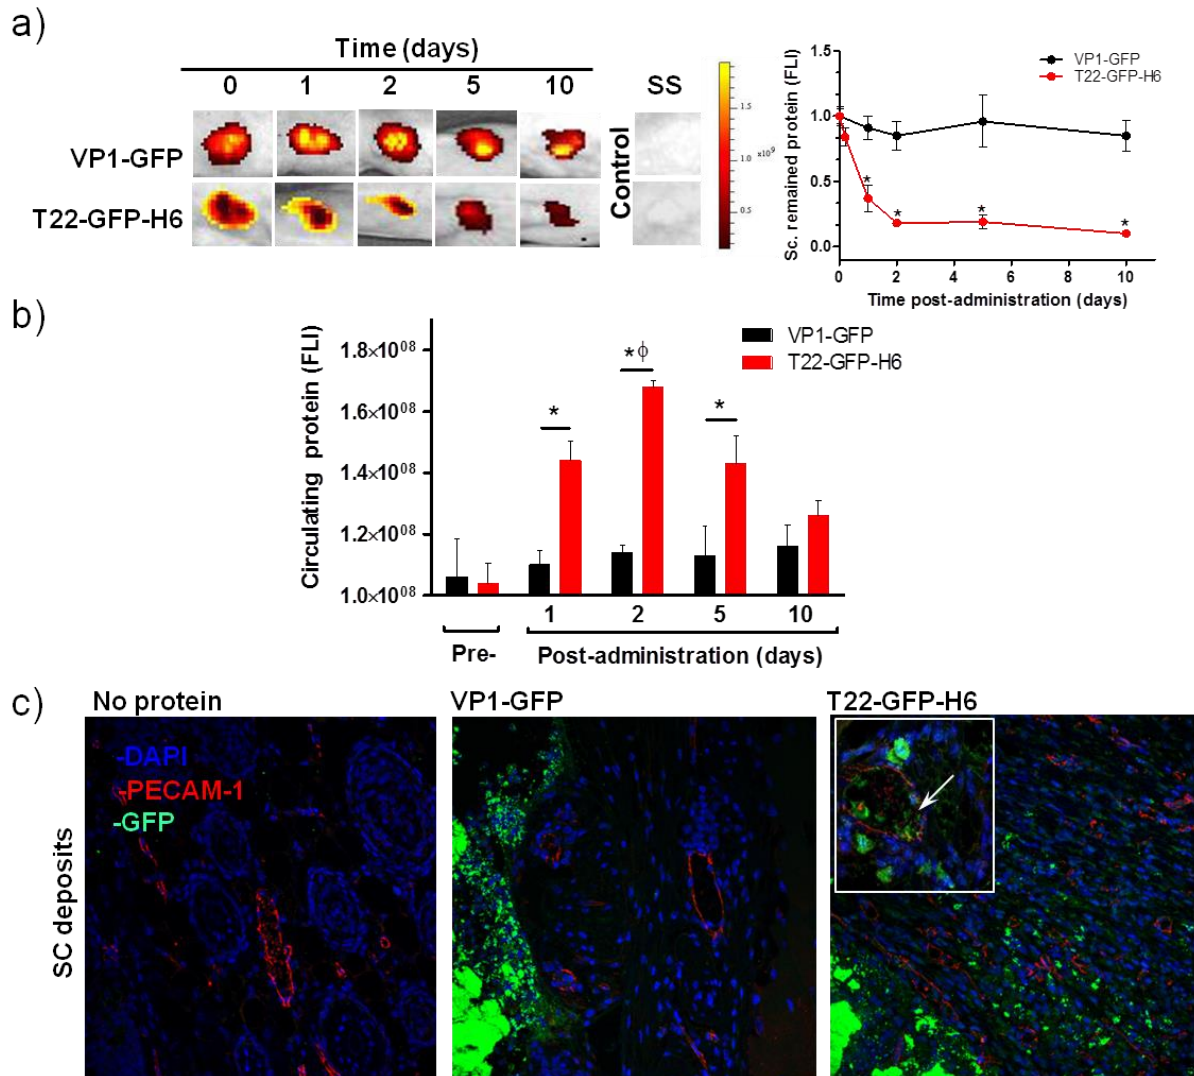 a)
Time (days)
0 1 2 5 10 SS
VP1-GFP
T22-GFP-H6
Control
1.5
1.0 x10⁹
0.5
Sc. remained protein (FLI)
1.5
1.0
0.5
0.0
VP1-GFP
T22-GFP-H6
* * * *
0 2 4 6 8 10
Time post-administration (days)
b)
Circulating protein (FLI)
1.8×10⁰⁸
1.6×10⁰⁸
1.4×10⁰⁸
1.2×10⁰⁸
1.0×10⁰⁸
VP1-GFP
T22-GFP-H6
* *ϕ *
1 2 5 10
Pre- Post-administration (days)
c)
No protein VP1-GFP T22-GFP-H6
-DAPI
-PECAM-1
-GFP
SC deposits